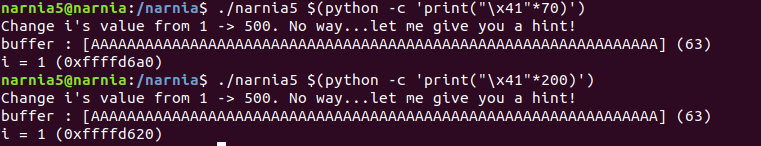 narnia5@narnia:/narnia$ ./narnia5 $(python -c 'print("\x41"*70)')
Change i's value from 1 -> 500. No way...let me give you a hint!
buffer : [AAAAAAAAAAAAAAAAAAAAAAAAAAAAAAAAAAAAAAAAAAAAAAAAAAAAAAAAAAAAAAA] (63)
i = 1 (0xffffd6a0)
narnia5@narnia:/narnia$ ./narnia5 $(python -c 'print("\x41"*200)')
Change i's value from 1 -> 500. No way...let me give you a hint!
buffer : [AAAAAAAAAAAAAAAAAAAAAAAAAAAAAAAAAAAAAAAAAAAAAAAAAAAAAAAAAAAAAAA] (63)
i = 1 (0xffffd620)